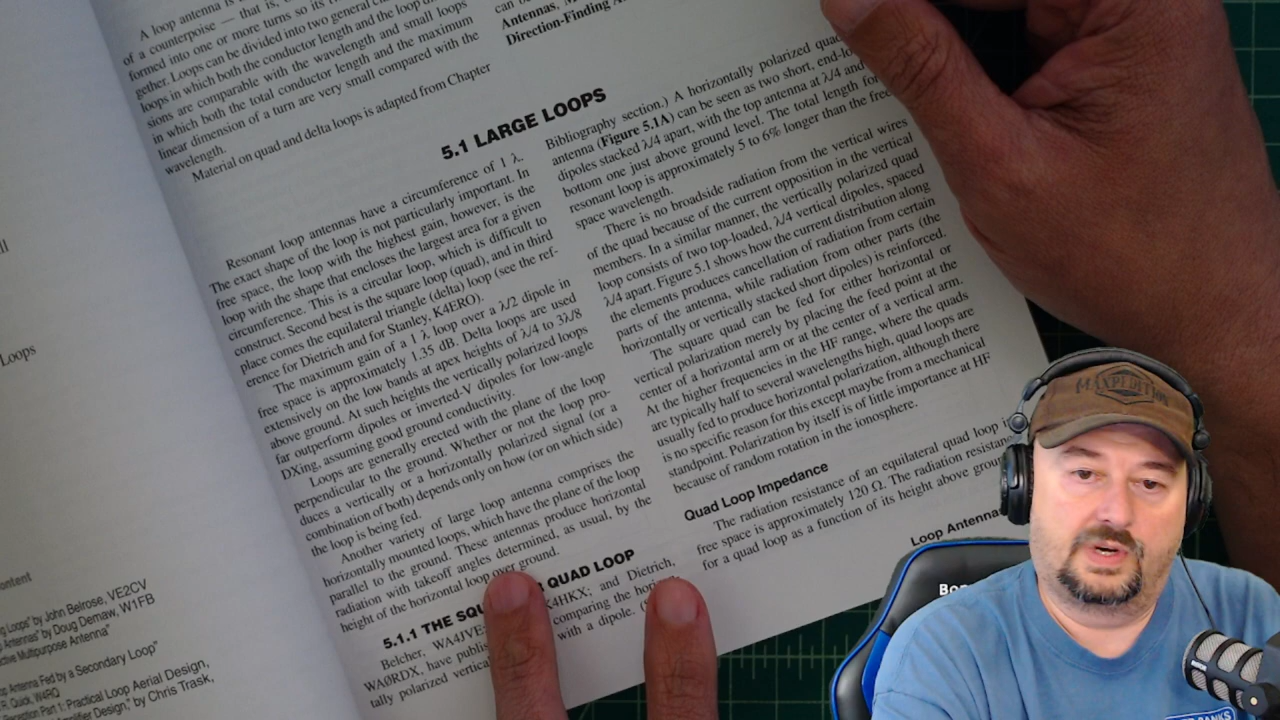 A loop antenna is
of a counterpoise — that is,
formed into one or more turns so its
gether. Loops can be divided into two general
loops in which both the conductor length and the loop
sions are comparable with the wavelength and small loops
in which both the total conductor length and the maximum
linear dimension of a turn are very small compared with the
wavelength.
Material on quad and delta loops is adapted from Chapter
can be
Antennas,
Direction-Finding
5.1 LARGE LOOPS
Resonant loop antennas have a circumference of 1 λ.
The exact shape of the loop is not particularly important. In
free space, the loop with the highest gain, however, is the
loop with the shape that encloses the largest area for a given
circumference. This is a circular loop, which is difficult to
construct. Second best is the square loop (quad), and in third
place comes the equilateral triangle (delta) loop (see the ref-
erence for Dietrich and for Stanley, K4ERO).
The maximum gain of a 1 λ loop over a λ/2 dipole in
free space is approximately 1.35 dB. Delta loops are used
extensively on the low bands at apex heights of λ/4 to 3λ/8
above ground. At such heights the vertically polarized loops
far outperform dipoles or inverted-V dipoles for low-angle
DXing, assuming good ground conductivity.
Loops are generally erected with the plane of the loop
perpendicular to the ground. Whether or not the loop pro-
duces a vertically or a horizontally polarized signal (or a
combination of both) depends only on how (or on which side)
the loop is being fed.
Another variety of large loop antenna comprises the
horizontally mounted loops, which have the plane of the loop
parallel to the ground. These antennas produce horizontal
radiation with takeoff angles determined, as usual, by the
height of the horizontal loop over ground.
5.1.1 THE QUAD LOOP
Belcher, WA4JVE; K4HKX; and Dietrich,
WAØRDX, have comparing the
tally polarized with a dipole.
Bibliography section.) A horizontally polarized quad
antenna (Figure 5.1A) can be seen as two short,
dipoles stacked λ/4 apart, with the top antenna at λ/4 and
bottom one just above ground level. The total length
resonant loop is approximately 5 to 6% longer than the free
space wavelength.
There is no broadside radiation from the vertical wires
of the quad because of the current opposition in the vertical
members. In a similar manner, the vertically polarized quad
loop consists of two top-loaded, λ/4 vertical dipoles, spaced
λ/4 apart. Figure 5.1 shows how the current distribution along
the elements produces cancellation of radiation from certain
parts of the antenna, while radiation from other parts (the
horizontally or vertically stacked short dipoles) is reinforced.
The square quad can be fed for either horizontal or
vertical polarization merely by placing the feed point at the
center of a horizontal arm or at the center of a vertical arm.
At the higher frequencies in the HF range, where the quads
are typically half to several wavelengths high, quad loops are
usually fed to produce horizontal polarization, although there
is no specific reason for this except maybe from a mechanical
standpoint. Polarization by itself is of little importance at HF
because of random rotation in the ionosphere.
Quad Loop Impedance
The radiation resistance of an equilateral quad loop
free space is approximately 120 Ω. The radiation
for a quad loop as a function of its height above
Loop Antennas
Loops
by John Belrose, VE2CV
Antennas" by Doug Demaw, W1FB
Multipurpose Antenna"
Antenna Fed by a Secondary Loop"
R. Quick, W4RQ
Part 1: Practical Loop Aerial Design,
Design," by Chris Trask,
MAXPEDITION